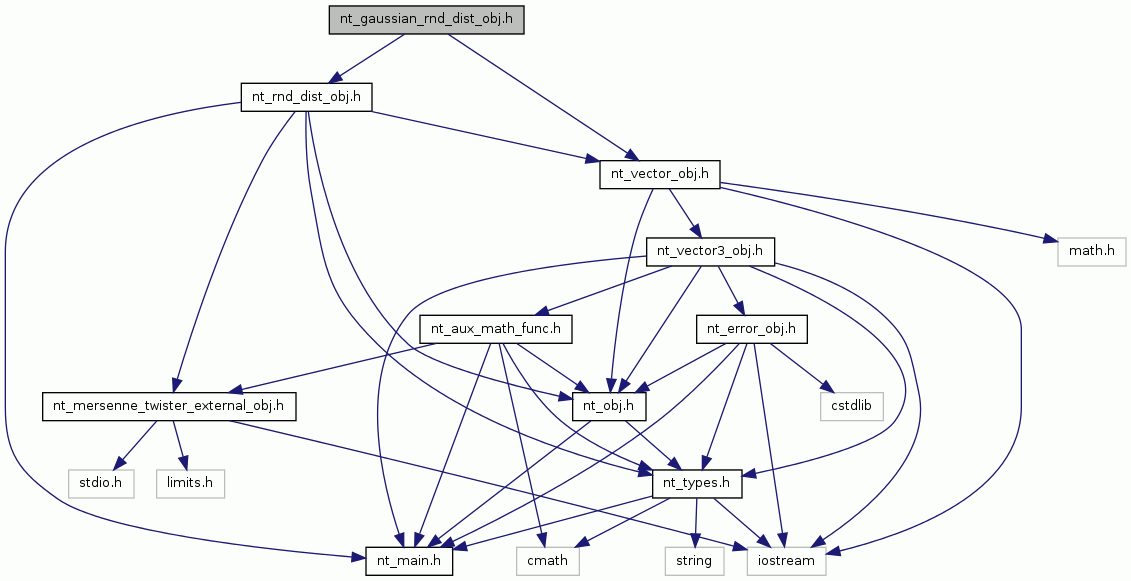 nt_gaussian_rnd_dist_obj.h
nt_rnd_dist_obj.h
nt_vector_obj.h
nt_vector3_obj.h
math.h
nt_aux_math_func.h
nt_error_obj.h
nt_mersenne_twister_external_obj.h
nt_obj.h
cstdlib
stdio.h
limits.h
nt_types.h
nt_main.h
cmath
string
iostream